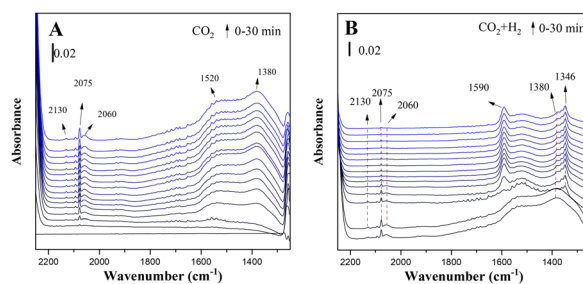 A
CO₂ 0-30 min
0.02
2130
2075
2060
1520
1380
Absorbance
2200 2000 1800 1600 1400
Wavenumber (cm⁻¹)
B
CO₂+H₂ 0-30 min
0.02
2130
2075
2060
1590
1380
1346
Absorbance
2200 2000 1800 1600 1400
Wavenumber (cm⁻¹)